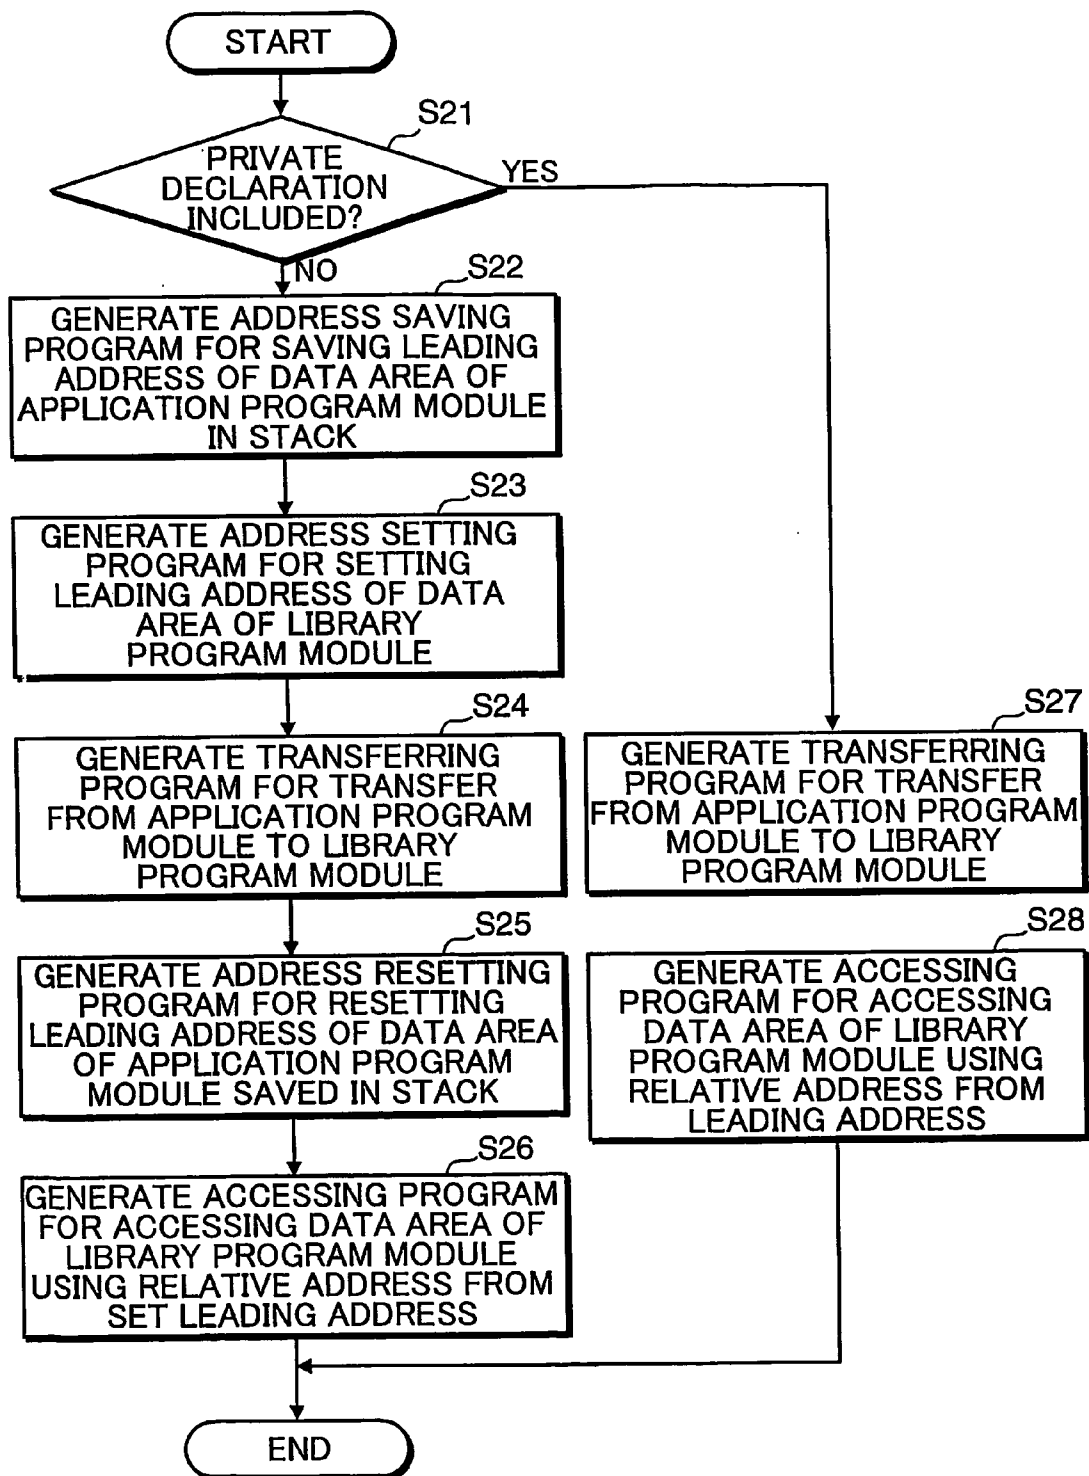 START
S21
PRIVATE
DECLARATION
INCLUDED?
YES
NO
S22
GENERATE ADDRESS SAVING
PROGRAM FOR SAVING LEADING
ADDRESS OF DATA AREA OF
APPLICATION PROGRAM MODULE
IN STACK
S23
GENERATE ADDRESS SETTING
PROGRAM FOR SETTING
LEADING ADDRESS OF DATA
AREA OF LIBRARY
PROGRAM MODULE
S24
GENERATE TRANSFERRING
PROGRAM FOR TRANSFER
FROM APPLICATION PROGRAM
MODULE TO LIBRARY
PROGRAM MODULE
S25
GENERATE ADDRESS RESETTING
PROGRAM FOR RESETTING
LEADING ADDRESS OF DATA AREA
OF APPLICATION PROGRAM
MODULE SAVED IN STACK
S26
GENERATE ACCESSING PROGRAM
FOR ACCESSING DATA AREA OF
LIBRARY PROGRAM MODULE
USING RELATIVE ADDRESS FROM
SET LEADING ADDRESS
S27
GENERATE TRANSFERRING
PROGRAM FOR TRANSFER
FROM APPLICATION PROGRAM
MODULE TO LIBRARY
PROGRAM MODULE
S28
GENERATE ACCESSING
PROGRAM FOR ACCESSING
DATA AREA OF LIBRARY
PROGRAM MODULE USING
RELATIVE ADDRESS FROM
LEADING ADDRESS
END